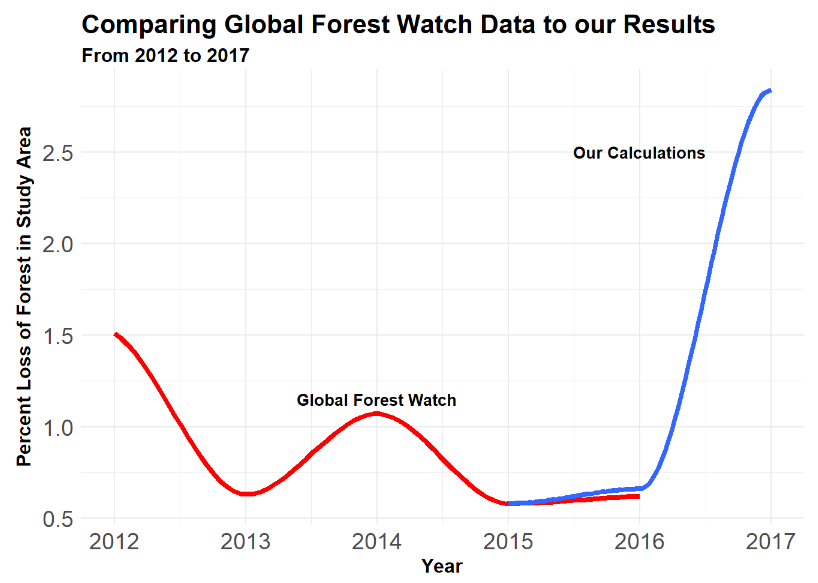 Comparing Global Forest Watch Data to our Results
From 2012 to 2017
Percent Loss of Forest in Study Area
2.5
2.0
1.5
1.0
0.5
Our Calculations
Global Forest Watch
2012 2013 2014 2015 2016 2017
Year